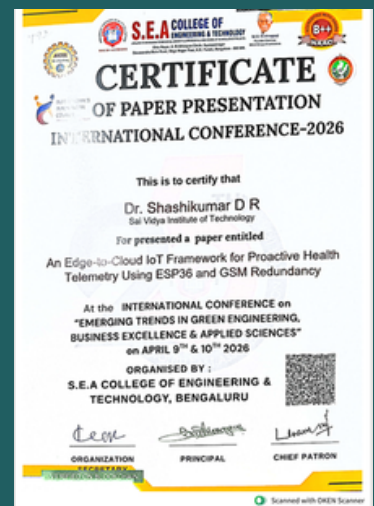 S.E.A COLLEGE OF
ENGINEERING & TECHNOLOGY
B++
NAAC
CERTIFICATE
OF PAPER PRESENTATION
INTERNATIONAL CONFERENCE-2026
This is to certify that
Dr. Shashikumar D R
Sai Vidya Institute of Technology
For presented a paper entitled
An Edge-to-Cloud IoT Framework for Proactive Health
Telemetry Using ESP36 and GSM Redundancy
At the INTERNATIONAL CONFERENCE on
"EMERGING TRENDS IN GREEN ENGINEERING,
BUSINESS EXCELLENCE & APPLIED SCIENCES"
on APRIL 9TH & 10TH 2026
ORGANISED BY :
S.E.A COLLEGE OF ENGINEERING &
TECHNOLOGY, BENGALURU
ORGANIZATION
SECRETARY
PRINCIPAL
CHIEF PATRON
Scanned with OKEN Scanner